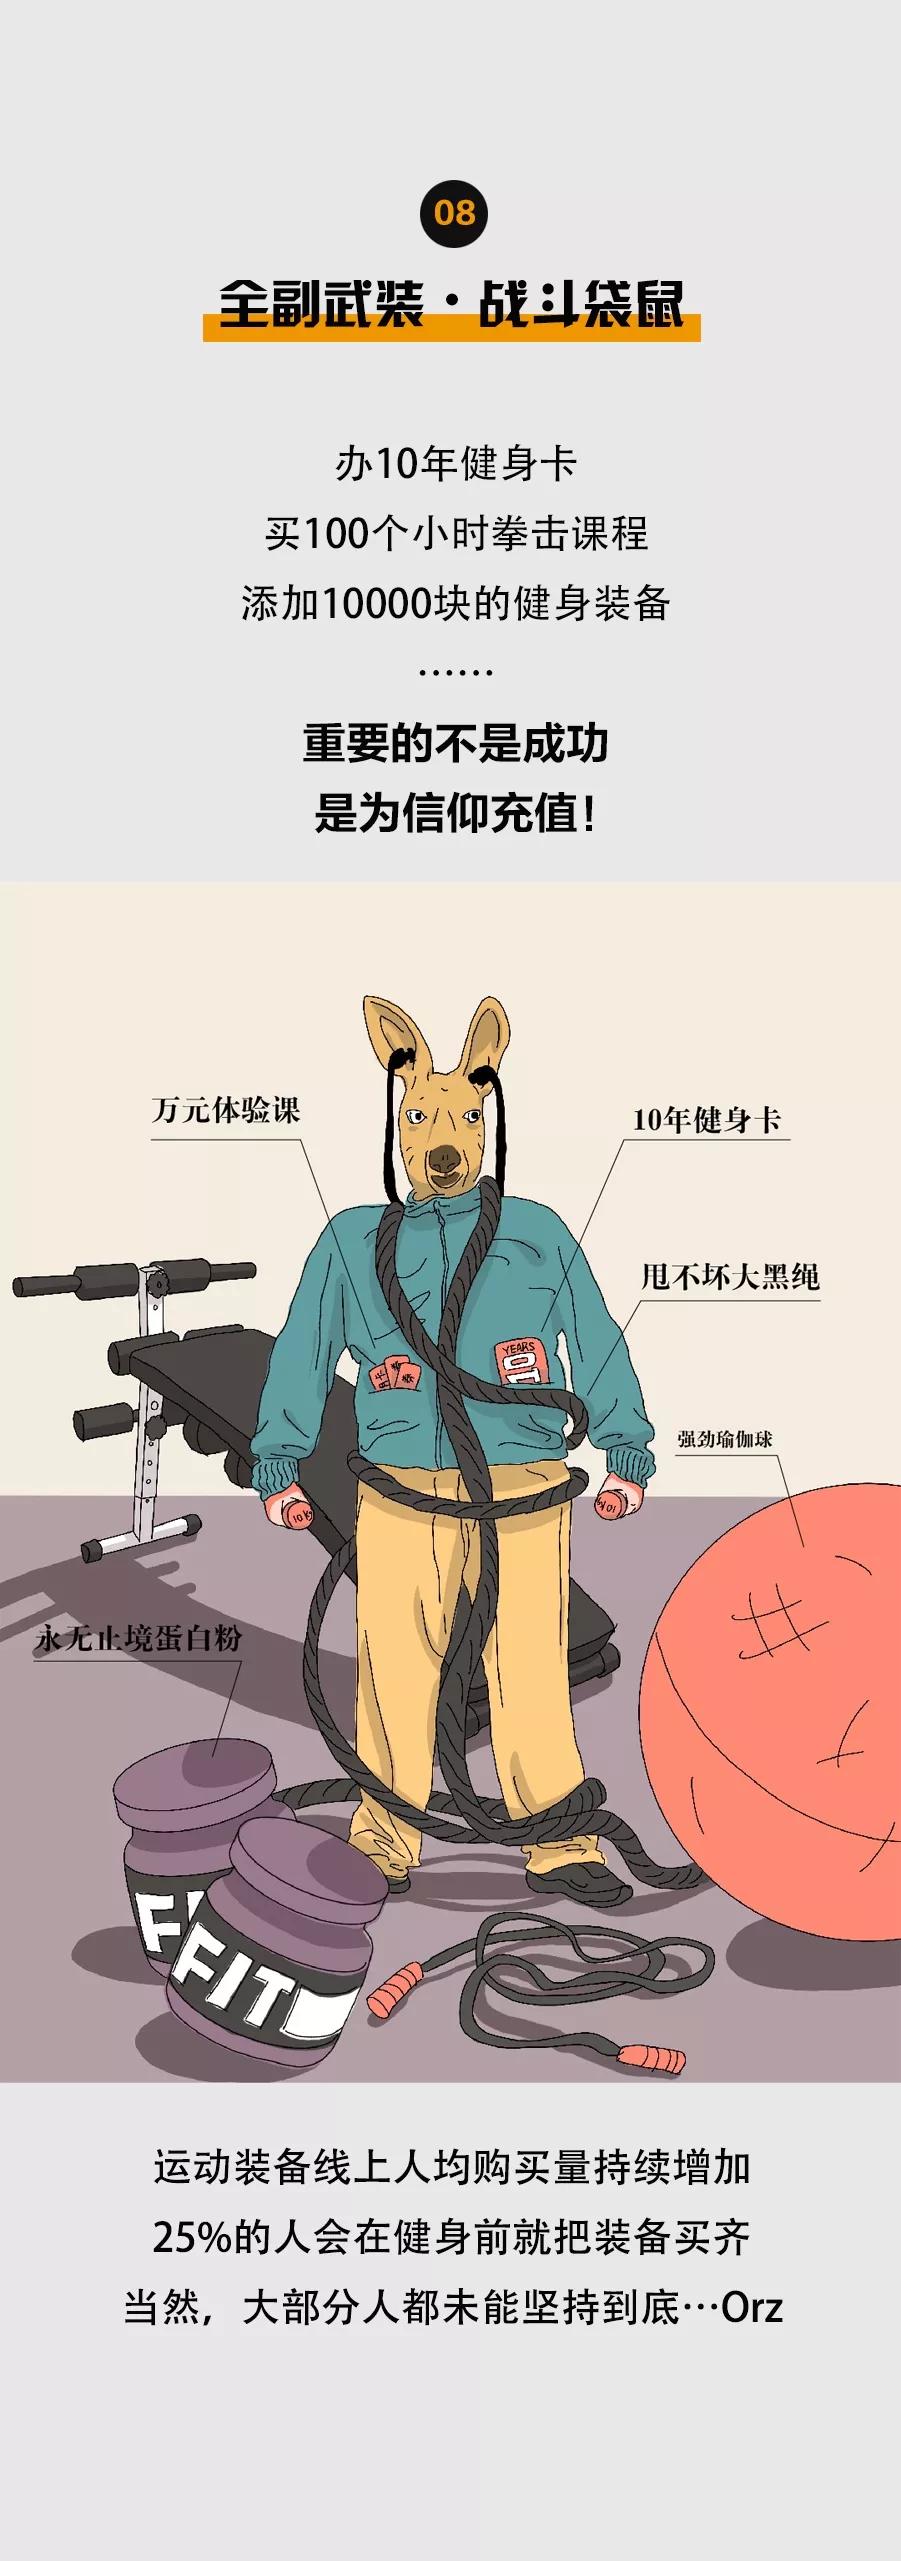 08
全副武装·战斗袋鼠
办10年健身卡
买100个小时拳击课程
添加10000块的健身装备
……
重要的不是成功
是为信仰充值！
万元体验课
10年健身卡
甩不坏大黑绳
YEARS
10
强劲瑜伽球
10kg
10kg
永无止境蛋白粉
FI
FIT
运动装备线上人均购买量持续增加
25%的人会在健身前就把装备买齐
当然，大部分人都未能坚持到底…Orz